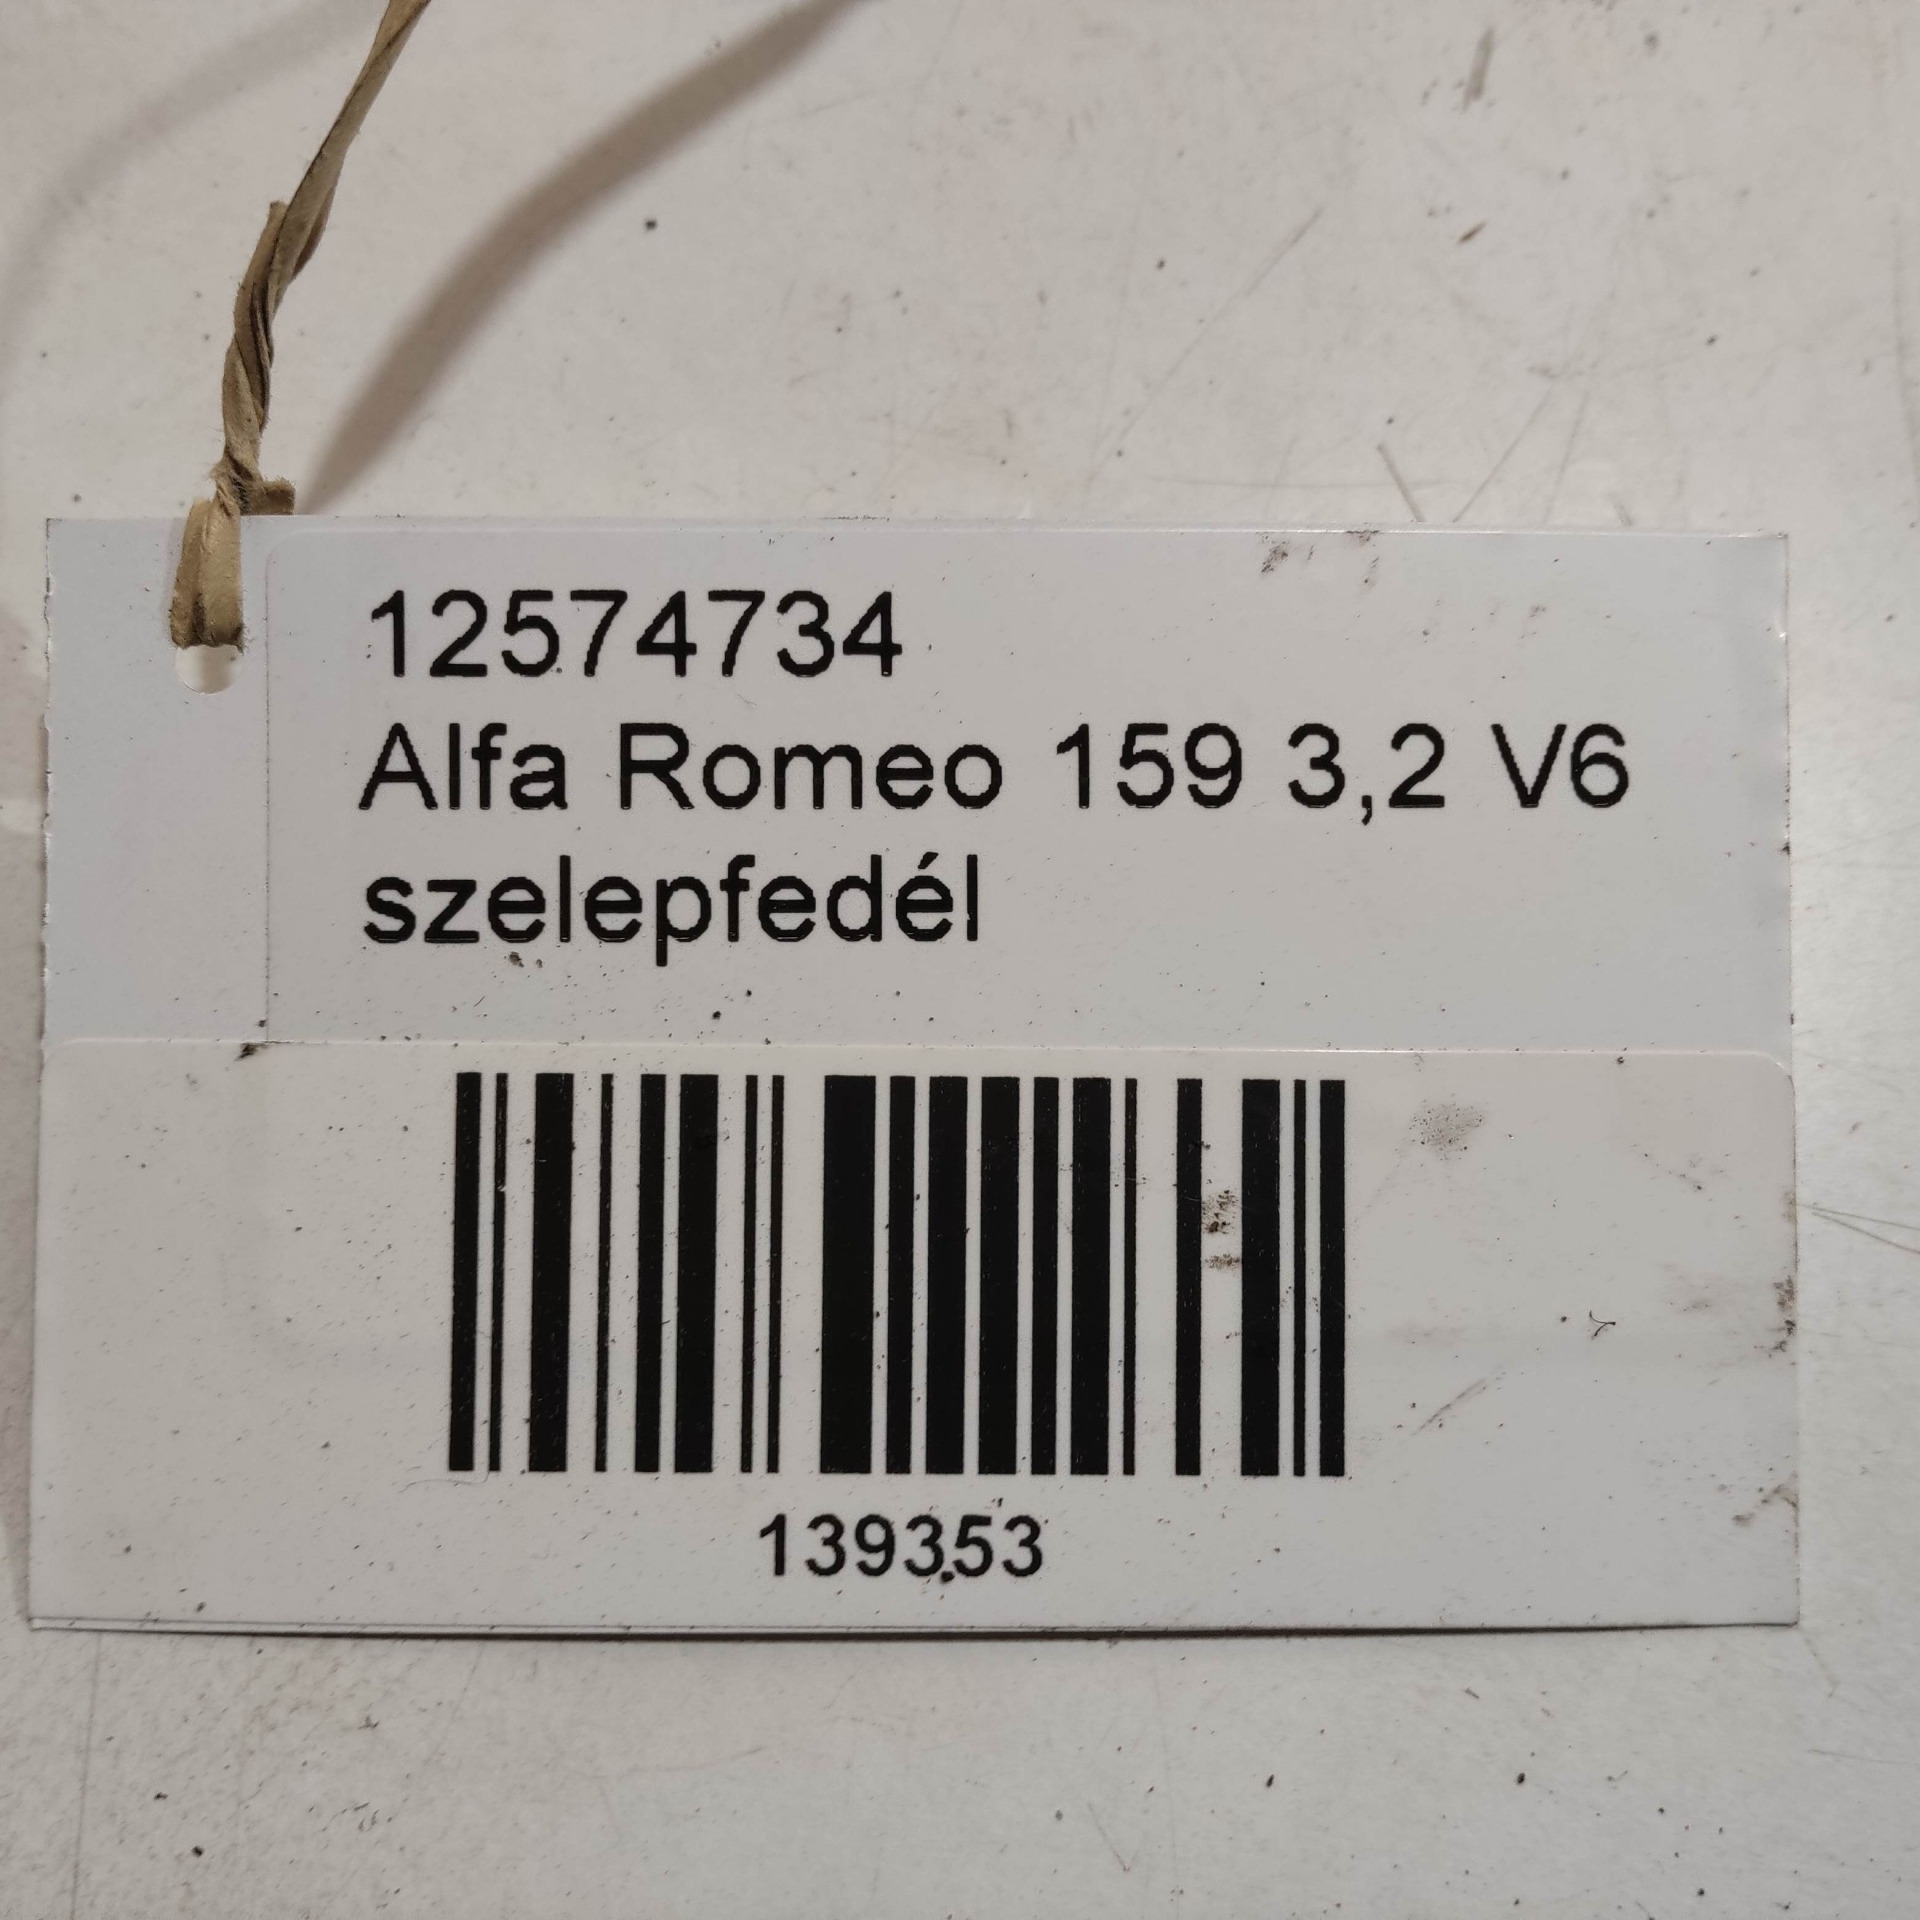 12574734
Alfa Romeo 159 3,2 V6
szelepfedél
139353